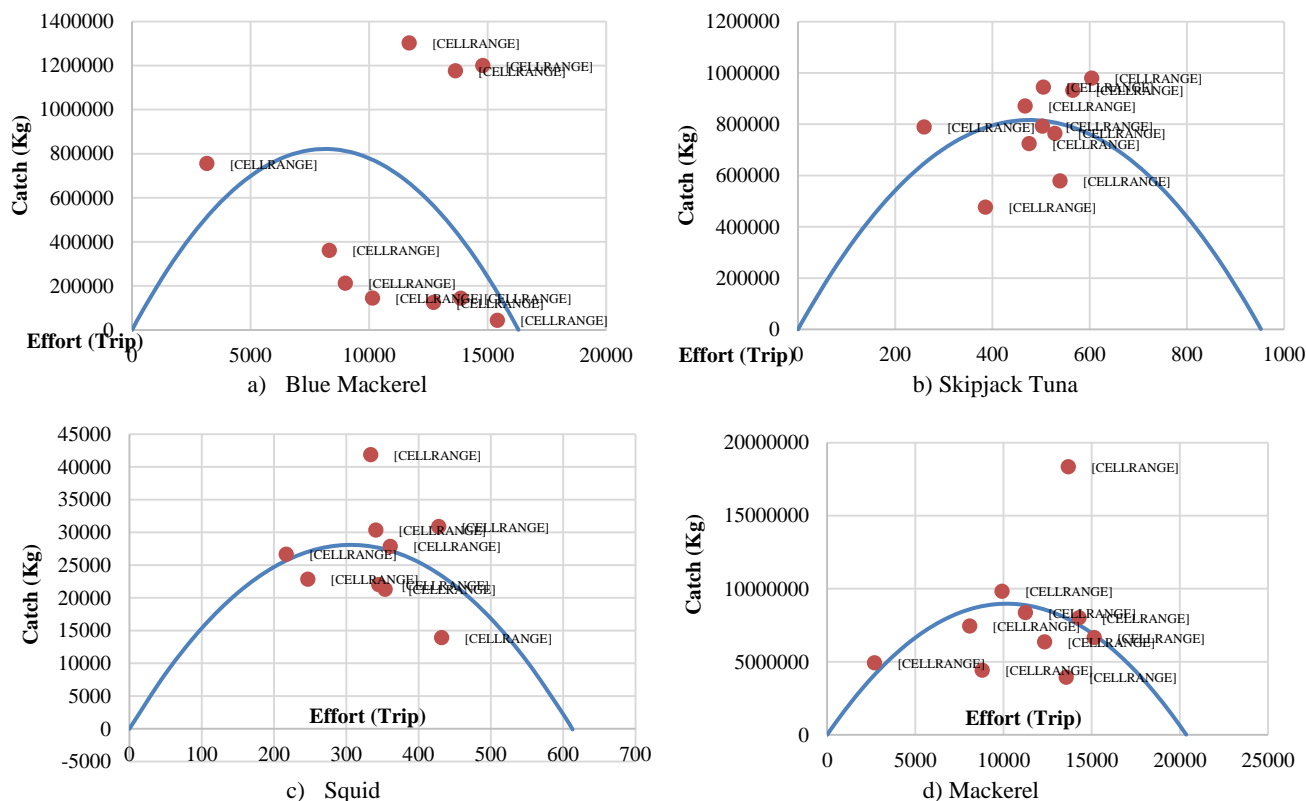 1400000
1200000
1000000
800000
600000
400000
200000
0
Catch (Kg)
[CELLRANGE]
[CELLRANGE]
[CELLRANGE]
[CELLRANGE]
[CELLRANGE]
[CELLRANGE]
[CELLRANGE]
[CELLRANGE]
[CELLRANGE]
[CELLRANGE]
Effort (Trip)
0 5000 10000 15000 20000
a) Blue Mackerel
1200000
1000000
800000
600000
400000
200000
0
Catch (Kg)
[CELLRANGE]
[CELLRANGE]
[CELLRANGE]
[CELLRANGE]
[CELLRANGE]
[CELLRANGE]
[CELLRANGE]
[CELLRANGE]
[CELLRANGE]
[CELLRANGE]
Effort (Trip)
0 200 400 600 800 1000
b) Skipjack Tuna
45000
40000
35000
30000
25000
20000
15000
10000
5000
0
-5000
Catch (Kg)
[CELLRANGE]
[CELLRANGE]
[CELLRANGE]
[CELLRANGE]
[CELLRANGE]
[CELLRANGE]
[CELLRANGE]
[CELLRANGE]
[CELLRANGE]
Effort (Trip)
0 100 200 300 400 500 600 700
c) Squid
20000000
15000000
10000000
5000000
0
Catch (Kg)
[CELLRANGE]
[CELLRANGE]
[CELLRANGE]
[CELLRANGE]
[CELLRANGE]
[CELLRANGE]
[CELLRANGE]
[CELLRANGE]
[CELLRANGE]
[CELLRANGE]
Effort (Trip)
0 5000 10000 15000 20000 25000
d) Mackerel